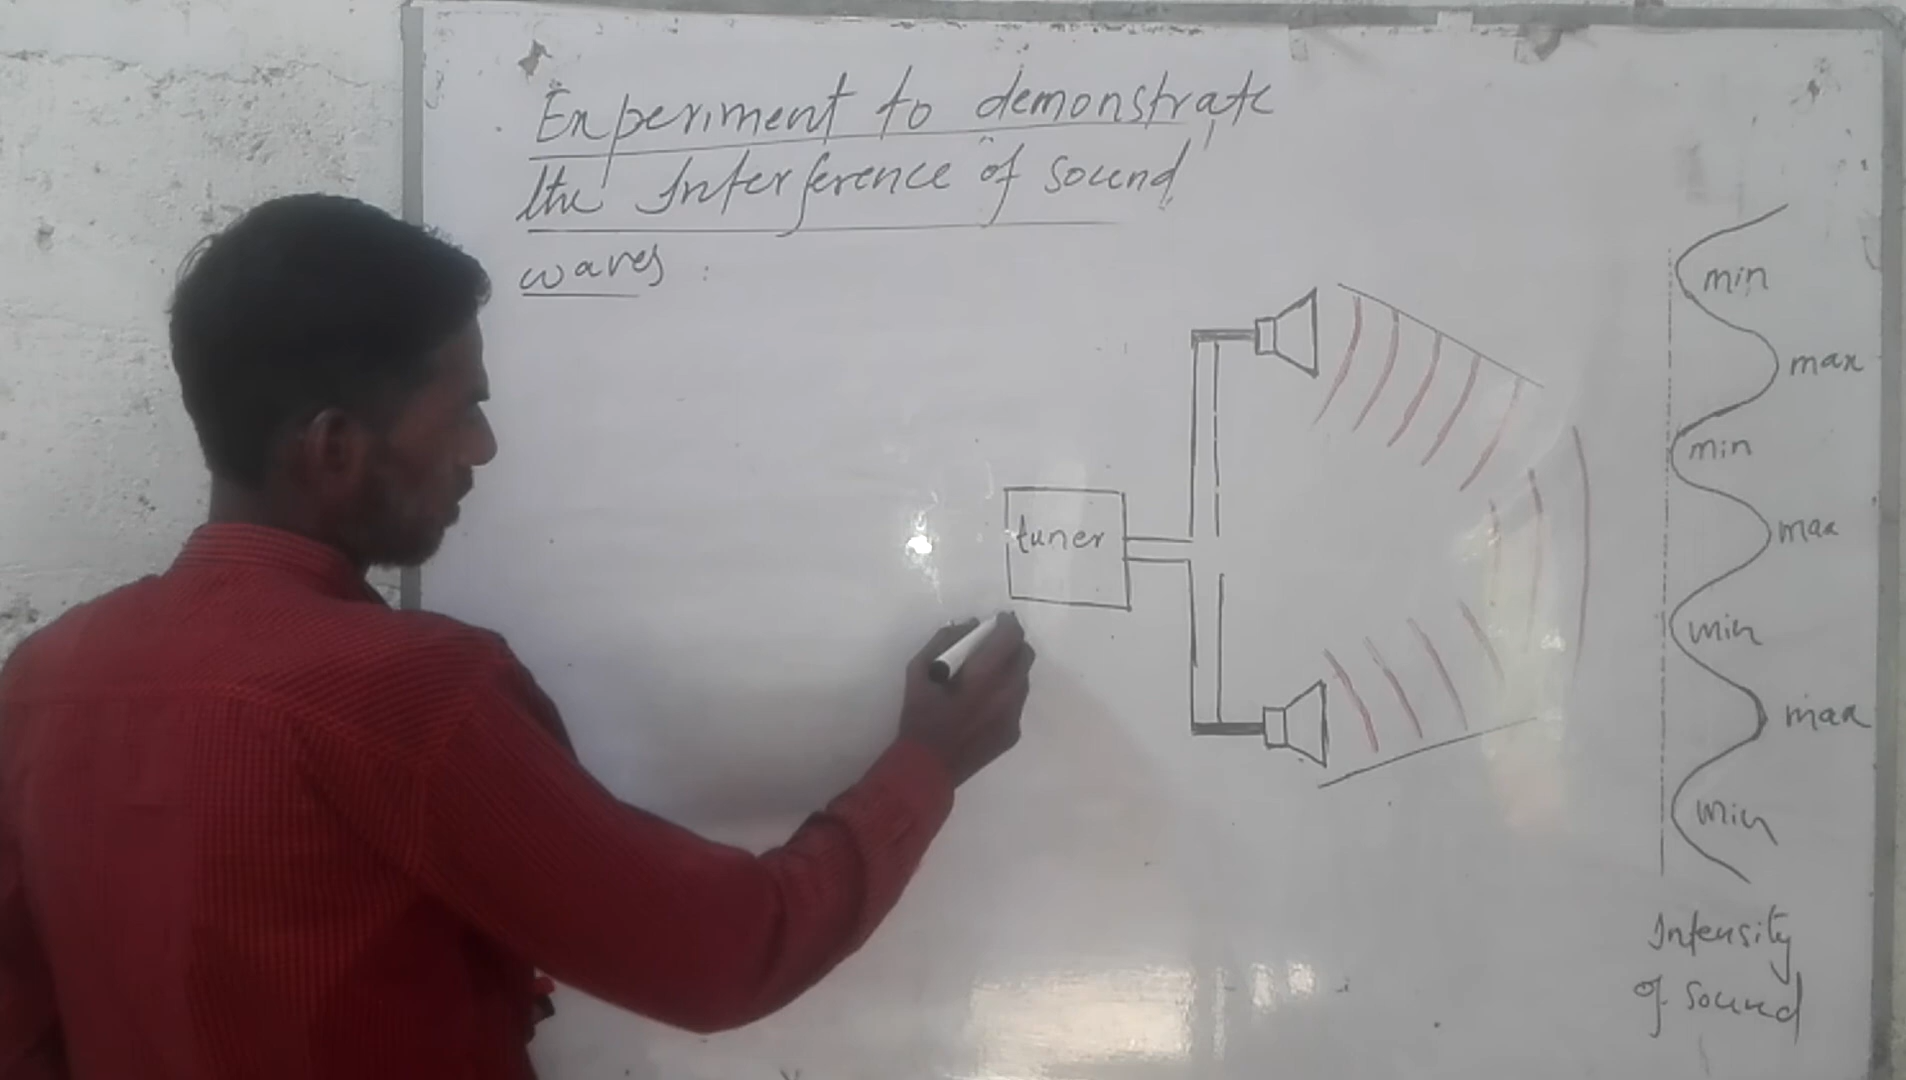 Experiment to demonstrate
the Interference of sound
waves :
tuner
min
max
min
max
min
max
min
Intensity
of sound